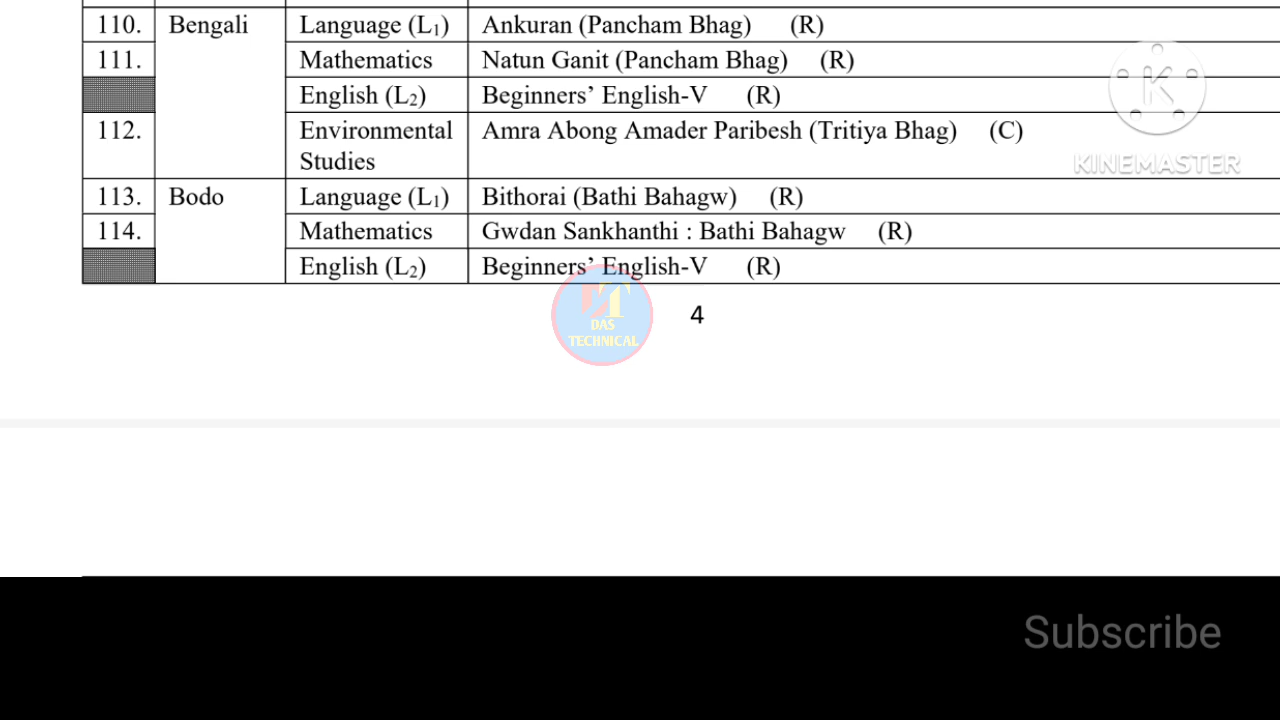 110. Bengali Language (L₁) Ankuran (Pancham Bhag) (R)
111. Mathematics Natun Ganit (Pancham Bhag) (R)
English (L₂) Beginners’ English-V (R)
112. Environmental Studies Amra Abong Amader Paribesh (Tritiya Bhag) (C)
113. Bodo Language (L₁) Bithorai (Bathi Bahagw) (R)
114. Mathematics Gwdan Sankhanthi : Bathi Bahagw (R)
English (L₂) Beginners’ English-V (R)
4
K
KINEMASTER
DT
DAS
TECHNICAL
Subscribe